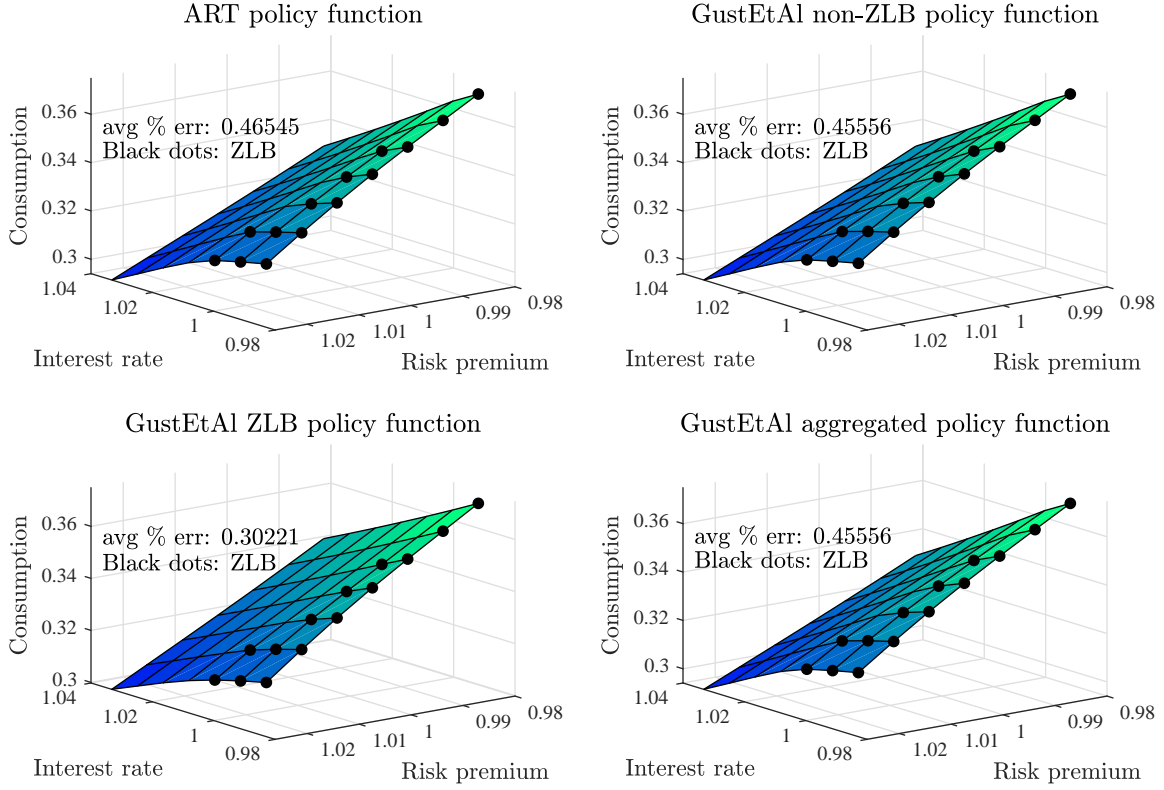 ART policy function
avg % err: 0.46545
Black dots: ZLB
Consumption
0.36
0.34
0.32
0.3
1.04
1.02
1
0.98
Interest rate
1.02
1.01
1
0.99
0.98
Risk premium
GustEtAl non-ZLB policy function
avg % err: 0.45556
Black dots: ZLB
Consumption
0.36
0.34
0.32
0.3
1.04
1.02
1
0.98
Interest rate
1.02
1.01
1
0.99
0.98
Risk premium
GustEtAl ZLB policy function
avg % err: 0.30221
Black dots: ZLB
Consumption
0.36
0.34
0.32
0.3
1.04
1.02
1
0.98
Interest rate
1.02
1.01
1
0.99
0.98
Risk premium
GustEtAl aggregated policy function
avg % err: 0.45556
Black dots: ZLB
Consumption
0.36
0.34
0.32
0.3
1.04
1.02
1
0.98
Interest rate
1.02
1.01
1
0.99
0.98
Risk premium